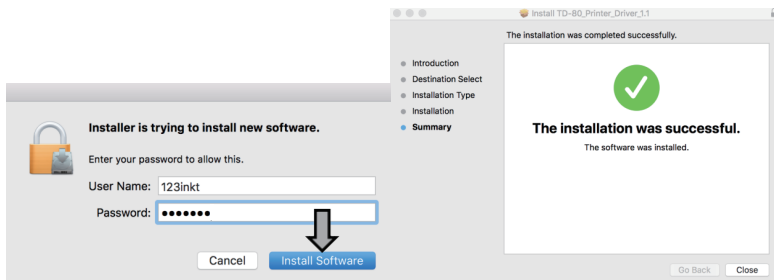 Installer is trying to install new software.
Enter your password to allow this.
User Name: 123inkt
Password: •••••••
Cancel Install Software
Install TD-80_Printer_Driver_1.1
The installation was completed successfully.
Introduction
Destination Select
Installation Type
Installation
Summary
The installation was successful.
The software was installed.
Go Back Close